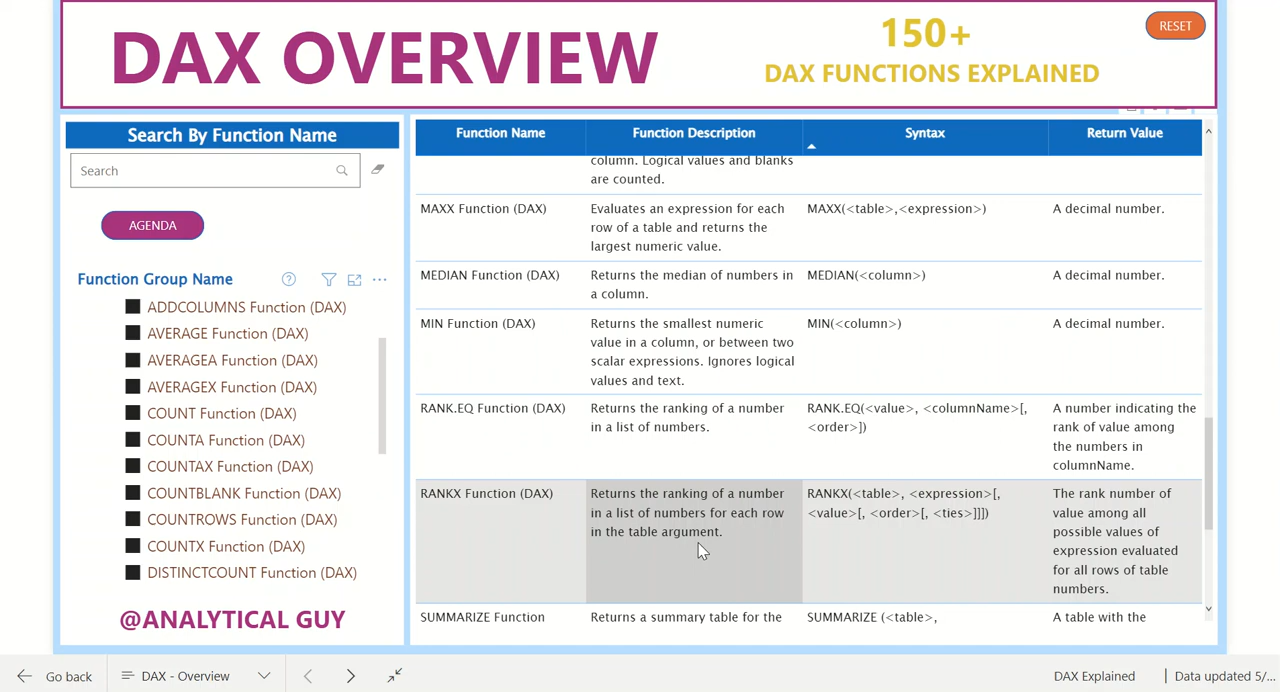 DAX OVERVIEW
150+
DAX FUNCTIONS EXPLAINED
RESET
Search By Function Name
Search
AGENDA
Function Group Name
ADDCOLUMNS Function (DAX)
AVERAGE Function (DAX)
AVERAGEA Function (DAX)
AVERAGEX Function (DAX)
COUNT Function (DAX)
COUNTA Function (DAX)
COUNTAX Function (DAX)
COUNTBLANK Function (DAX)
COUNTROWS Function (DAX)
COUNTX Function (DAX)
DISTINCTCOUNT Function (DAX)
@ANALYTICAL GUY
Function Name
Function Description
Syntax
Return Value
column. Logical values and blanks
are counted.
MAXX Function (DAX)
Evaluates an expression for each
row of a table and returns the
largest numeric value.
MAXX(<table>,<expression>)
A decimal number.
MEDIAN Function (DAX)
Returns the median of numbers in
a column.
MEDIAN(<column>)
A decimal number.
MIN Function (DAX)
Returns the smallest numeric
value in a column, or between two
scalar expressions. Ignores logical
values and text.
MIN(<column>)
A decimal number.
RANK.EQ Function (DAX)
Returns the ranking of a number
in a list of numbers.
RANK.EQ(<value>, <columnName>[,
<order>])
A number indicating the
rank of value among
the numbers in
columnName.
RANKX Function (DAX)
Returns the ranking of a number
in a list of numbers for each row
in the table argument.
RANKX(<table>, <expression>[,
<value>[, <order>[, <ties>]]])
The rank number of
value among all
possible values of
expression evaluated
for all rows of table
numbers.
SUMMARIZE Function
Returns a summary table for the
SUMMARIZE (<table>,
A table with the
Go back
DAX - Overview
DAX Explained
Data updated 5/...